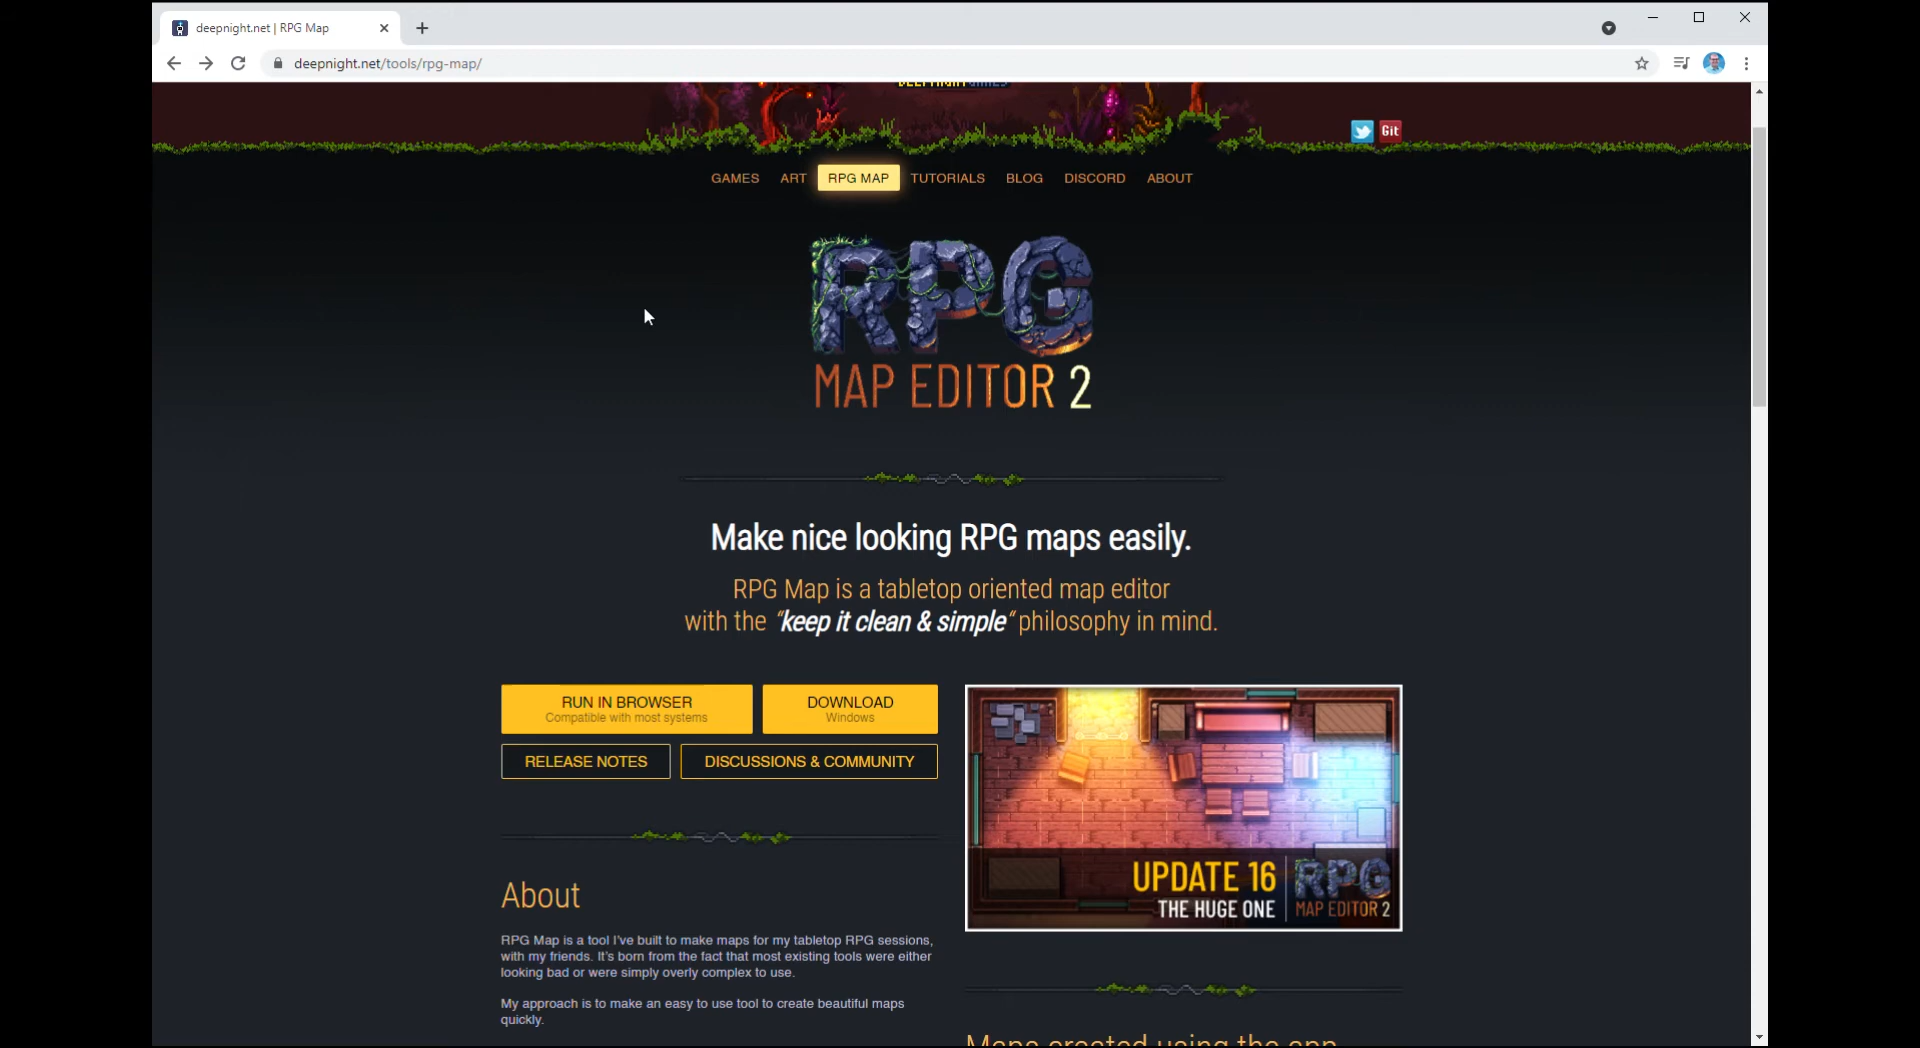 deepnight.net | RPG Map
deepnight.net/tools/rpg-map/
DEEPNIGHT GAMES
Git
GAMES ART RPG MAP TUTORIALS BLOG DISCORD ABOUT
RPG
MAP EDITOR 2
Make nice looking RPG maps easily.
RPG Map is a tabletop oriented map editor
with the “keep it clean & simple“ philosophy in mind.
RUN IN BROWSER
Compatible with most systems
DOWNLOAD
Windows
RELEASE NOTES
DISCUSSIONS & COMMUNITY
UPDATE 16
THE HUGE ONE
RPG
MAP EDITOR 2
About
RPG Map is a tool I've built to make maps for my tabletop RPG sessions,
with my friends. It's born from the fact that most existing tools were either
looking bad or were simply overly complex to use.
My approach is to make an easy to use tool to create beautiful maps
quickly.
Maps created using the app